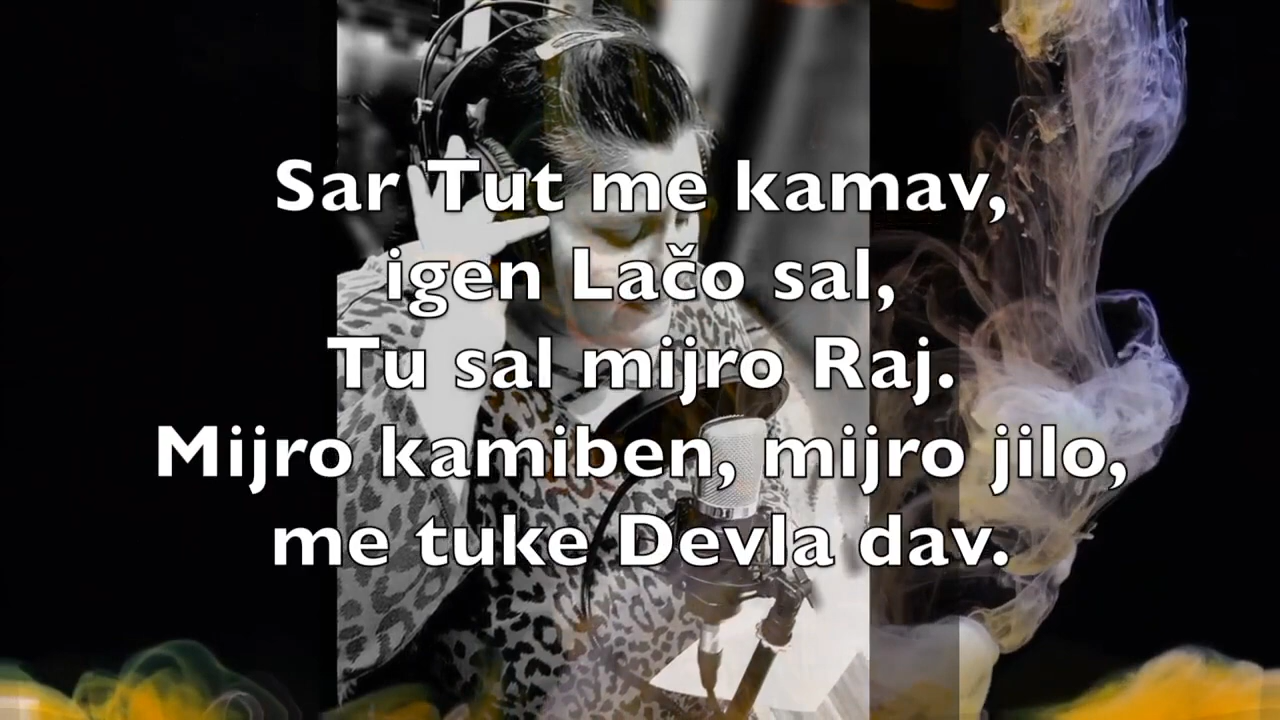 Sar Tut me kamav,
igen Lačo sal,
Tu sal mijro Raj.
Mijro kamiben, mijro jilo,
me tuke Devla dav.